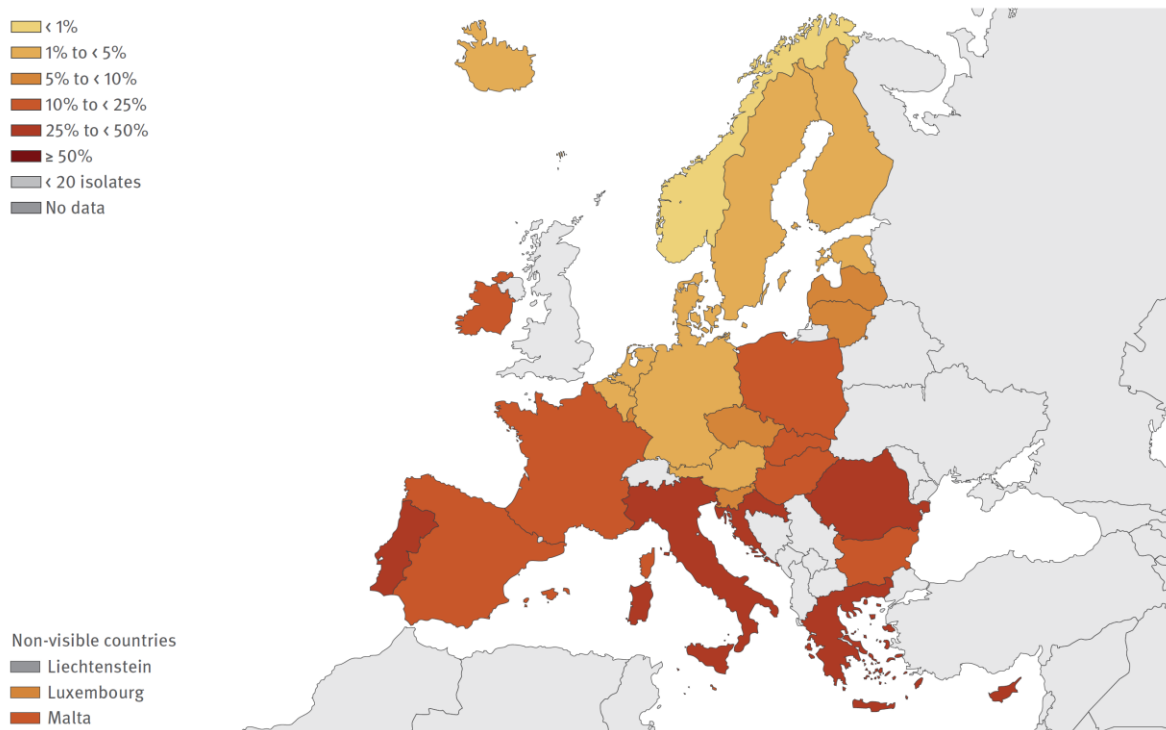 < 1%
1% to < 5%
5% to < 10%
10% to < 25%
25% to < 50%
≥ 50%
< 20 isolates
No data
Non-visible countries
Liechtenstein
Luxembourg
Malta